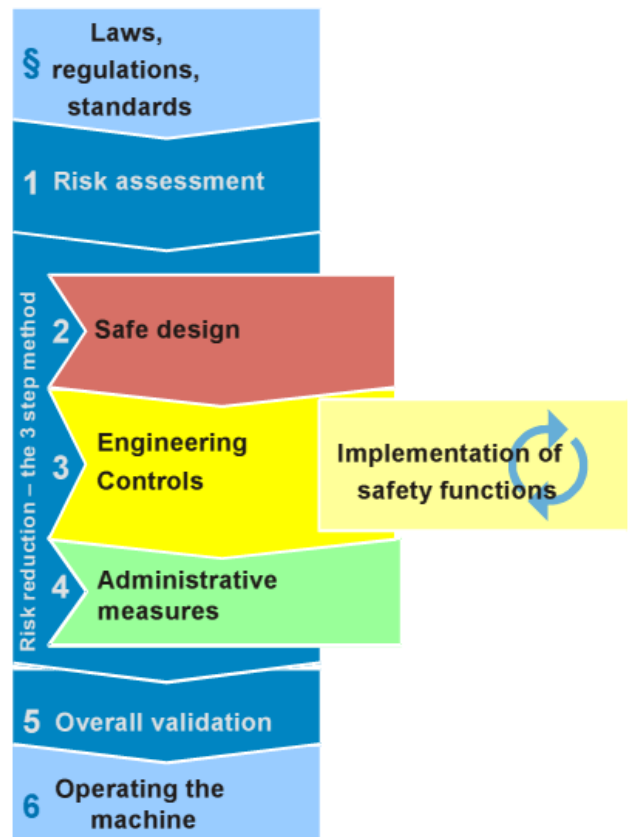 §
Laws,
regulations,
standards
1 Risk assessment
Risk reduction – the 3 step method
2 Safe design
3
Engineering
Controls
Implementation of
safety functions
4
Administrative
measures
5 Overall validation
6
Operating the
machine